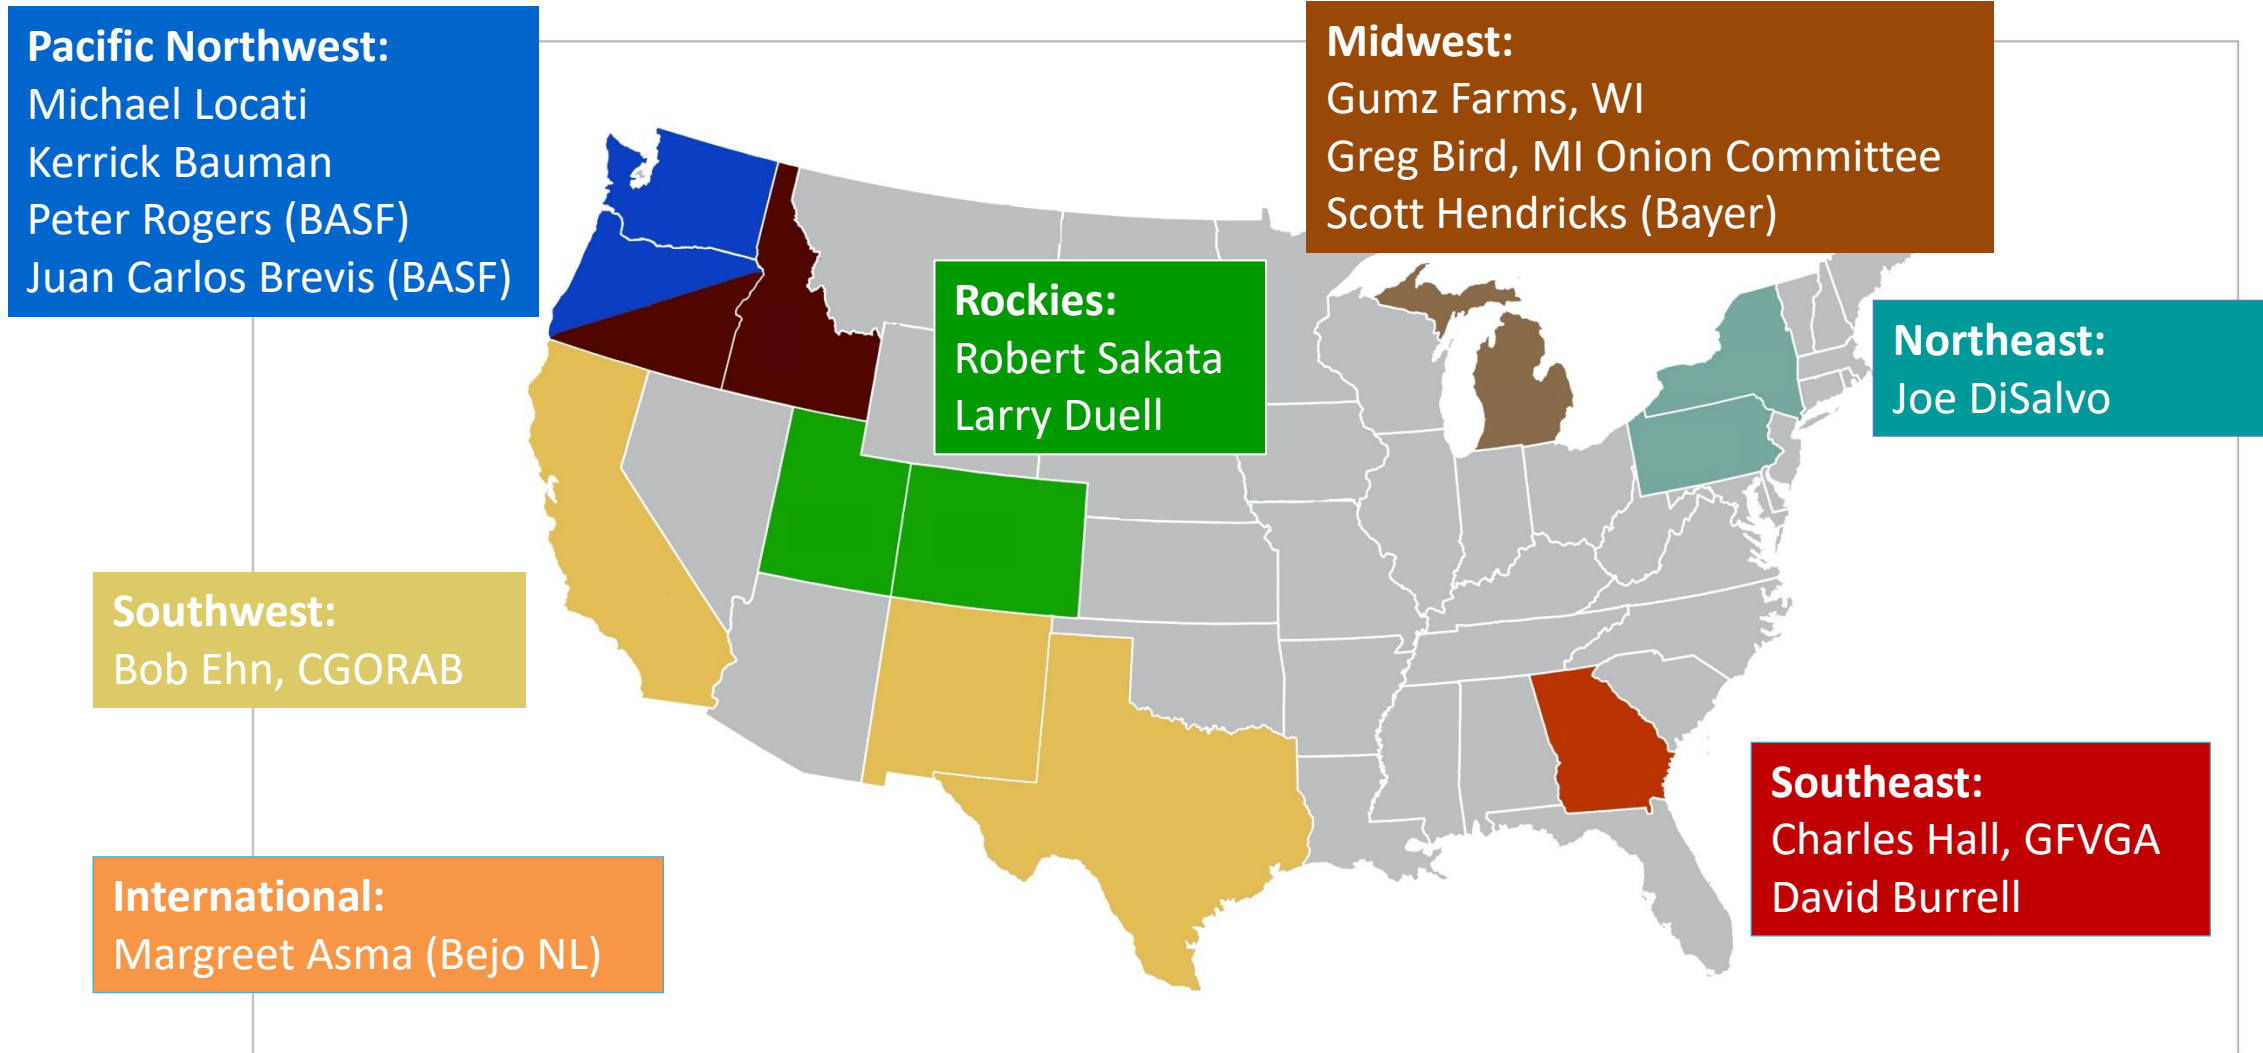 Pacific Northwest:
Michael Locati
Kerrick Bauman
Peter Rogers (BASF)
Juan Carlos Brevis (BASF)
Midwest:
Gumz Farms, WI
Greg Bird, MI Onion Committee
Scott Hendricks (Bayer)
Rockies:
Robert Sakata
Larry Duell
Northeast:
Joe DiSalvo
Southwest:
Bob Ehn, CGORAB
Southeast:
Charles Hall, GFVGA
David Burrell
International:
Margreet Asma (Bejo NL)